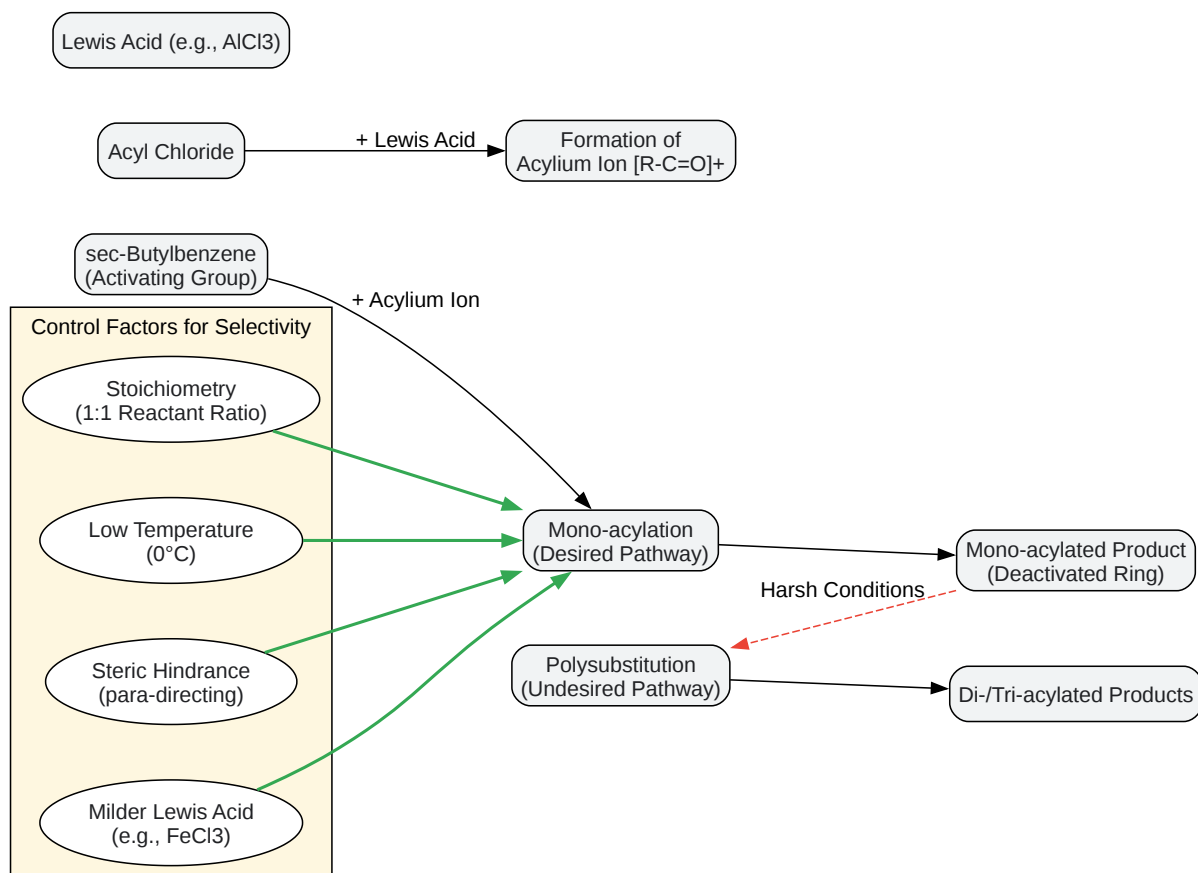 Lewis Acid (e.g., AlCl3)
Acyl Chloride
+ Lewis Acid
Formation of
Acylium Ion [R-C=O]+
sec-Butylbenzene
(Activating Group)
+ Acylium Ion
Control Factors for Selectivity
Stoichiometry
(1:1 Reactant Ratio)
Low Temperature
(0°C)
Steric Hindrance
(para-directing)
Milder Lewis Acid
(e.g., FeCl3)
Mono-acylation
(Desired Pathway)
Mono-acylated Product
(Deactivated Ring)
Harsh Conditions
Polysubstitution
(Undesired Pathway)
Di-/Tri-acylated Products